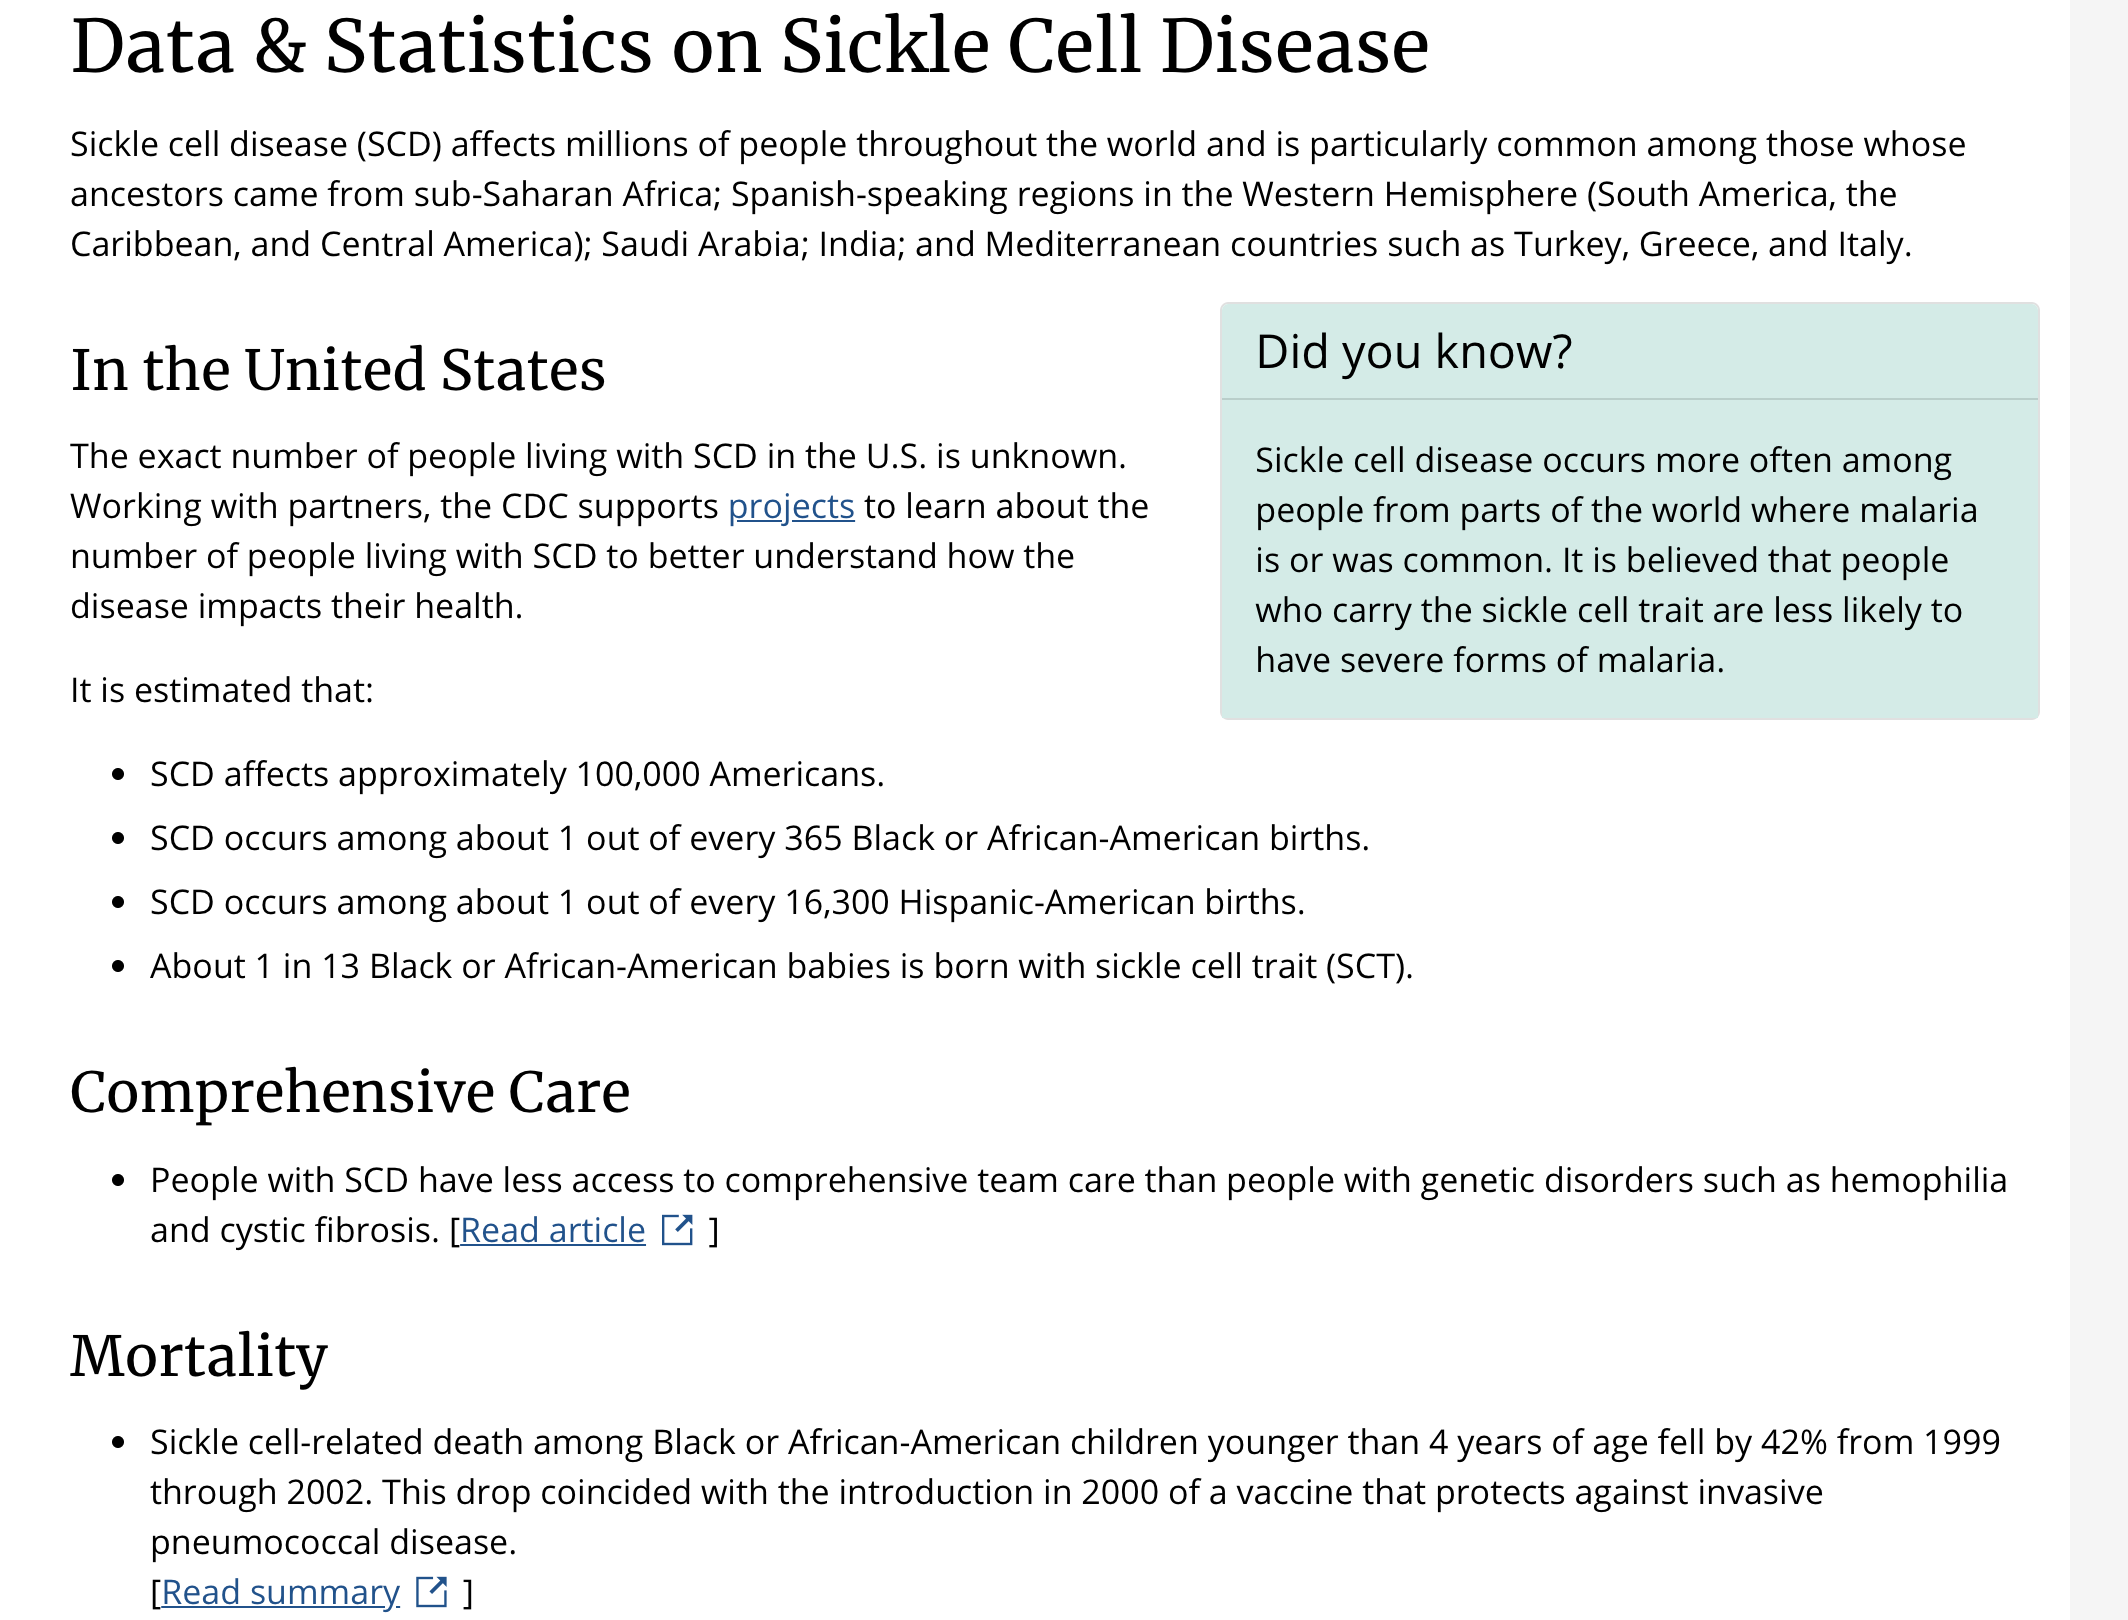 Data & Statistics on Sickle Cell Disease
Sickle cell disease (SCD) affects millions of people throughout the world and is particularly common among those whose
ancestors came from sub-Saharan Africa; Spanish-speaking regions in the Western Hemisphere (South America, the
Caribbean, and Central America); Saudi Arabia; India; and Mediterranean countries such as Turkey, Greece, and Italy.
In the United States
The exact number of people living with SCD in the U.S. is unknown.
Working with partners, the CDC supports projects to learn about the
number of people living with SCD to better understand how the
disease impacts their health.
It is estimated that:
Did you know?
Sickle cell disease occurs more often among
people from parts of the world where malaria
is or was common. It is believed that people
who carry the sickle cell trait are less likely to
have severe forms of malaria.
• SCD affects approximately 100,000 Americans.
• SCD occurs among about 1 out of every 365 Black or African-American births.
• SCD occurs among about 1 out of every 16,300 Hispanic-American births.
• About 1 in 13 Black or African-American babies is born with sickle cell trait (SCT).
Comprehensive Care
• People with SCD have less access to comprehensive team care than people with genetic disorders such as hemophilia
and cystic fibrosis. [Read article ]
Mortality
• Sickle cell-related death among Black or African-American children younger than 4 years of age fell by 42% from 1999
through 2002. This drop coincided with the introduction in 2000 of a vaccine that protects against invasive
pneumococcal disease.
[Read summary ]